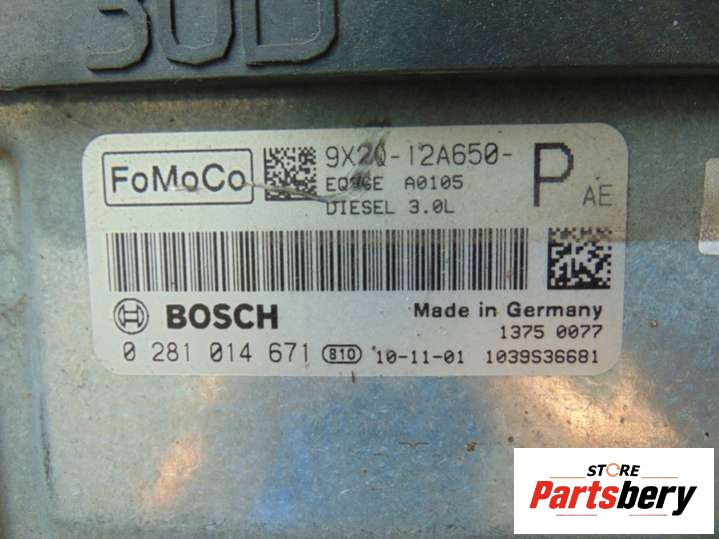 30D
FoMoCo
9X2Q-12A650-
P AE
A0105
DIESEL 3.0L
BOSCH
Made in Germany
1375 0077
0 281 014 671 810 10-11-01 1039S36681
STORE
Partsbery